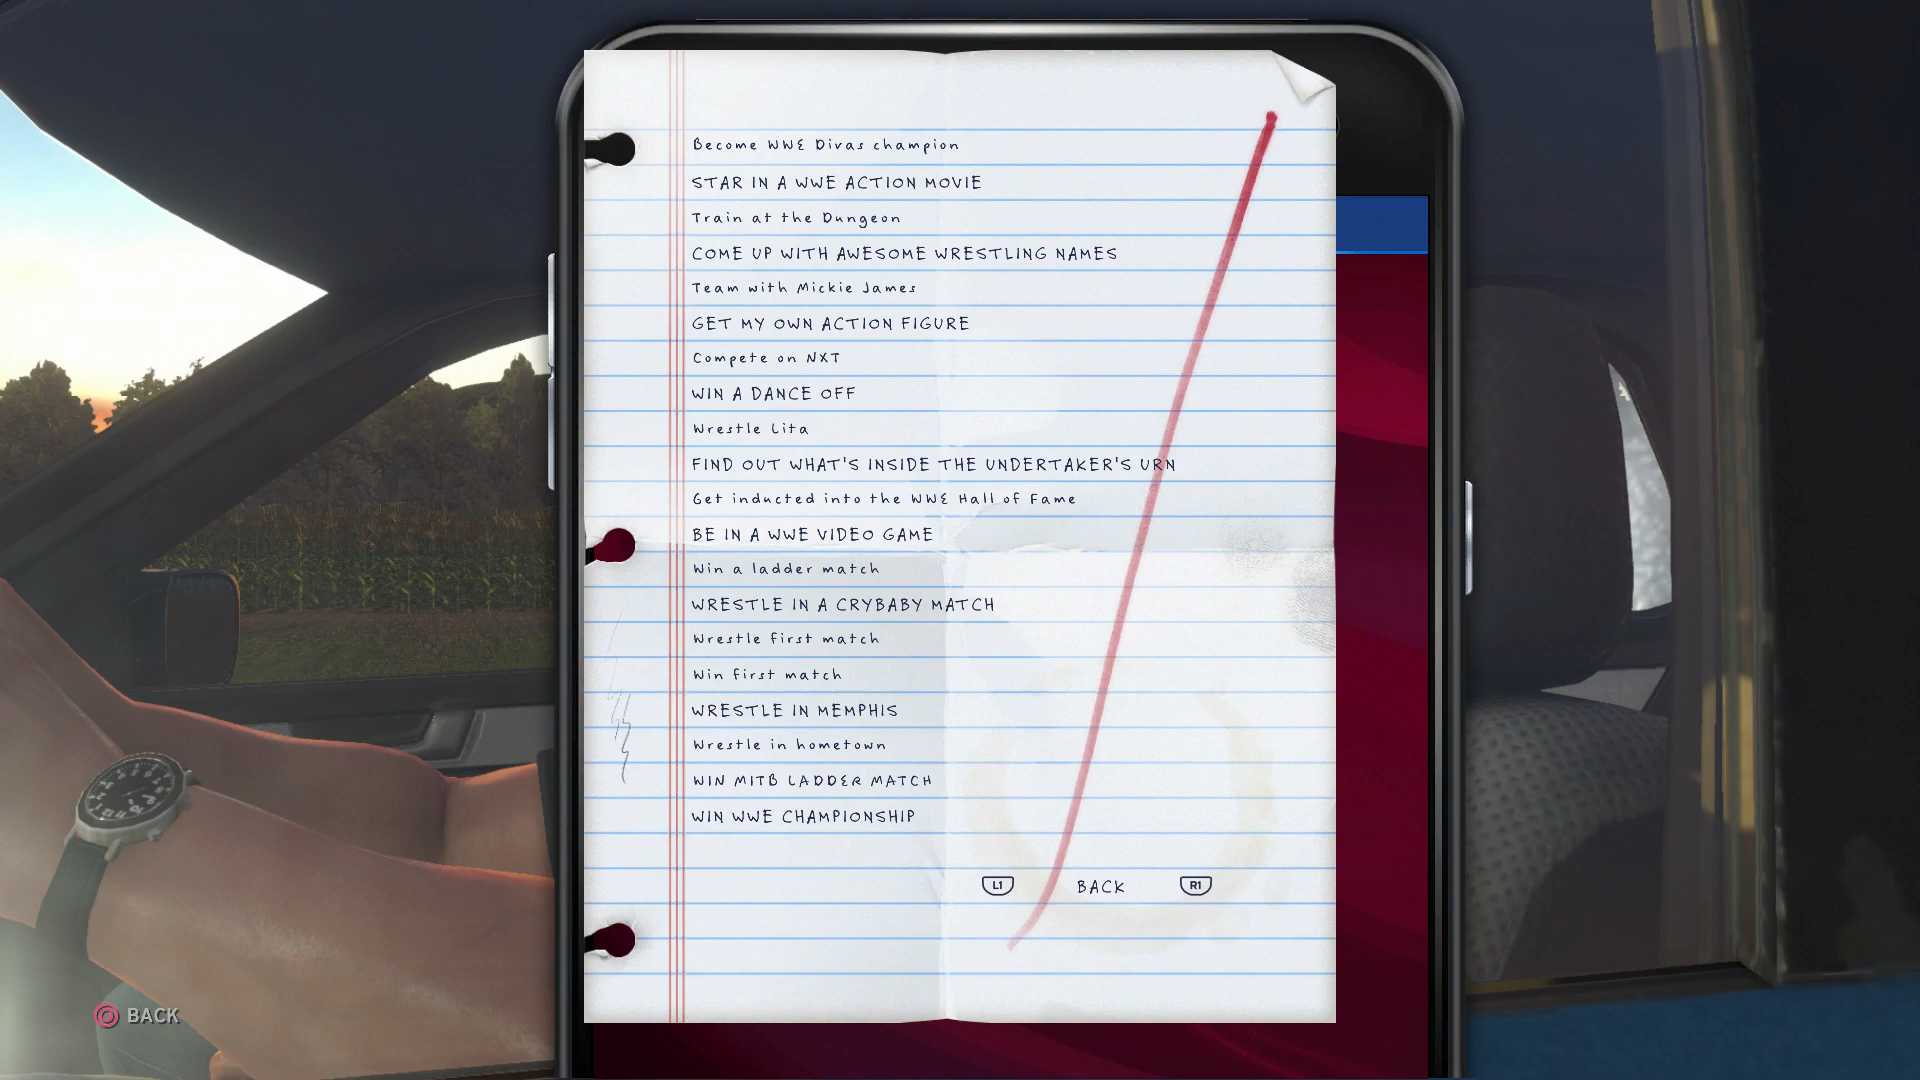 Become WWE Divas champion
STAR IN A WWE ACTION MOVIE
Train at the Dungeon
COME UP WITH AWESOME WRESTLING NAMES
Team with Mickie James
GET MY OWN ACTION FIGURE
Compete on NXT
WIN A DANCE OFF
Wrestle Lita
FIND OUT WHAT'S INSIDE THE UNDERTAKER'S URN
Get inducted into the WWE Hall of Fame
BE IN A WWE VIDEO GAME
Win a ladder match
WRESTLE IN A CRYBABY MATCH
Wrestle first match
Win first match
WRESTLE IN MEMPHIS
Wrestle in hometown
WIN MITB LADDER MATCH
WIN WWE CHAMPIONSHIP
L1 BACK R1
BACK